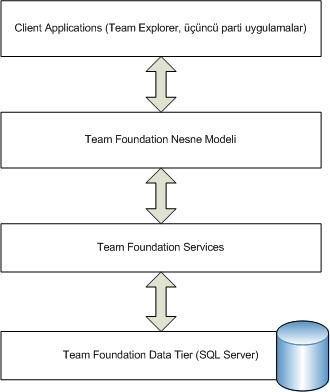 Client Applications (Team Explorer, üçüncü parti uygulamalar)
Team Foundation Nesne Modeli
Team Foundation Services
Team Foundation Data Tier (SQL Server)